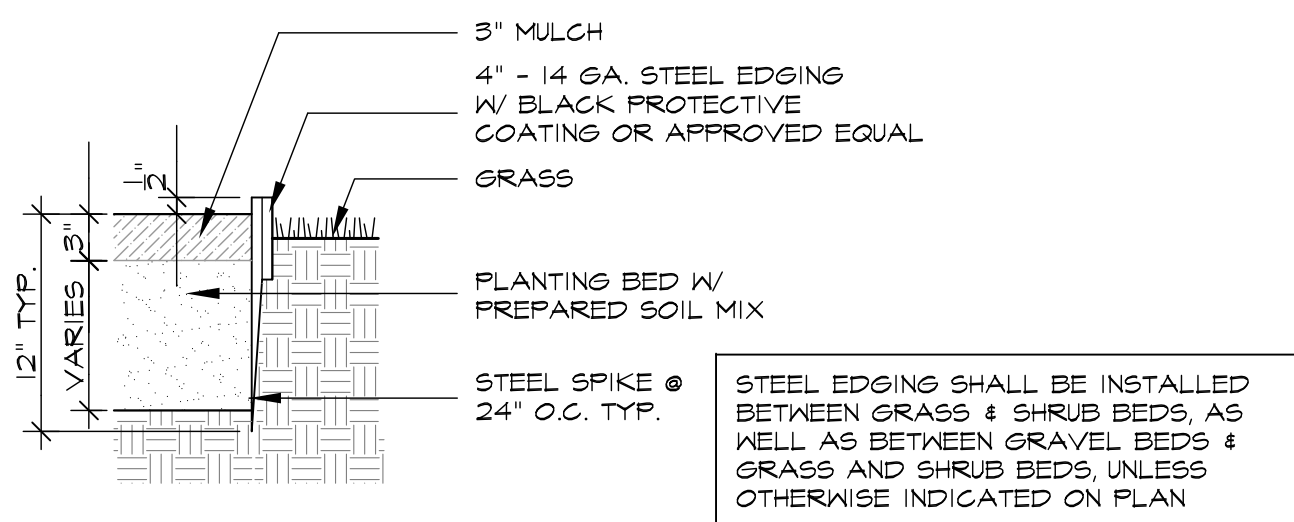 3" MULCH
4" - 14 GA. STEEL EDGING
W/ BLACK PROTECTIVE
COATING OR APPROVED EQUAL
GRASS
PLANTING BED W/
PREPARED SOIL MIX
STEEL SPIKE @
24" O.C. TYP.
1/2"
3"
VARIES
12" TYP.
STEEL EDGING SHALL BE INSTALLED
BETWEEN GRASS & SHRUB BEDS, AS
WELL AS BETWEEN GRAVEL BEDS &
GRASS AND SHRUB BEDS, UNLESS
OTHERWISE INDICATED ON PLAN